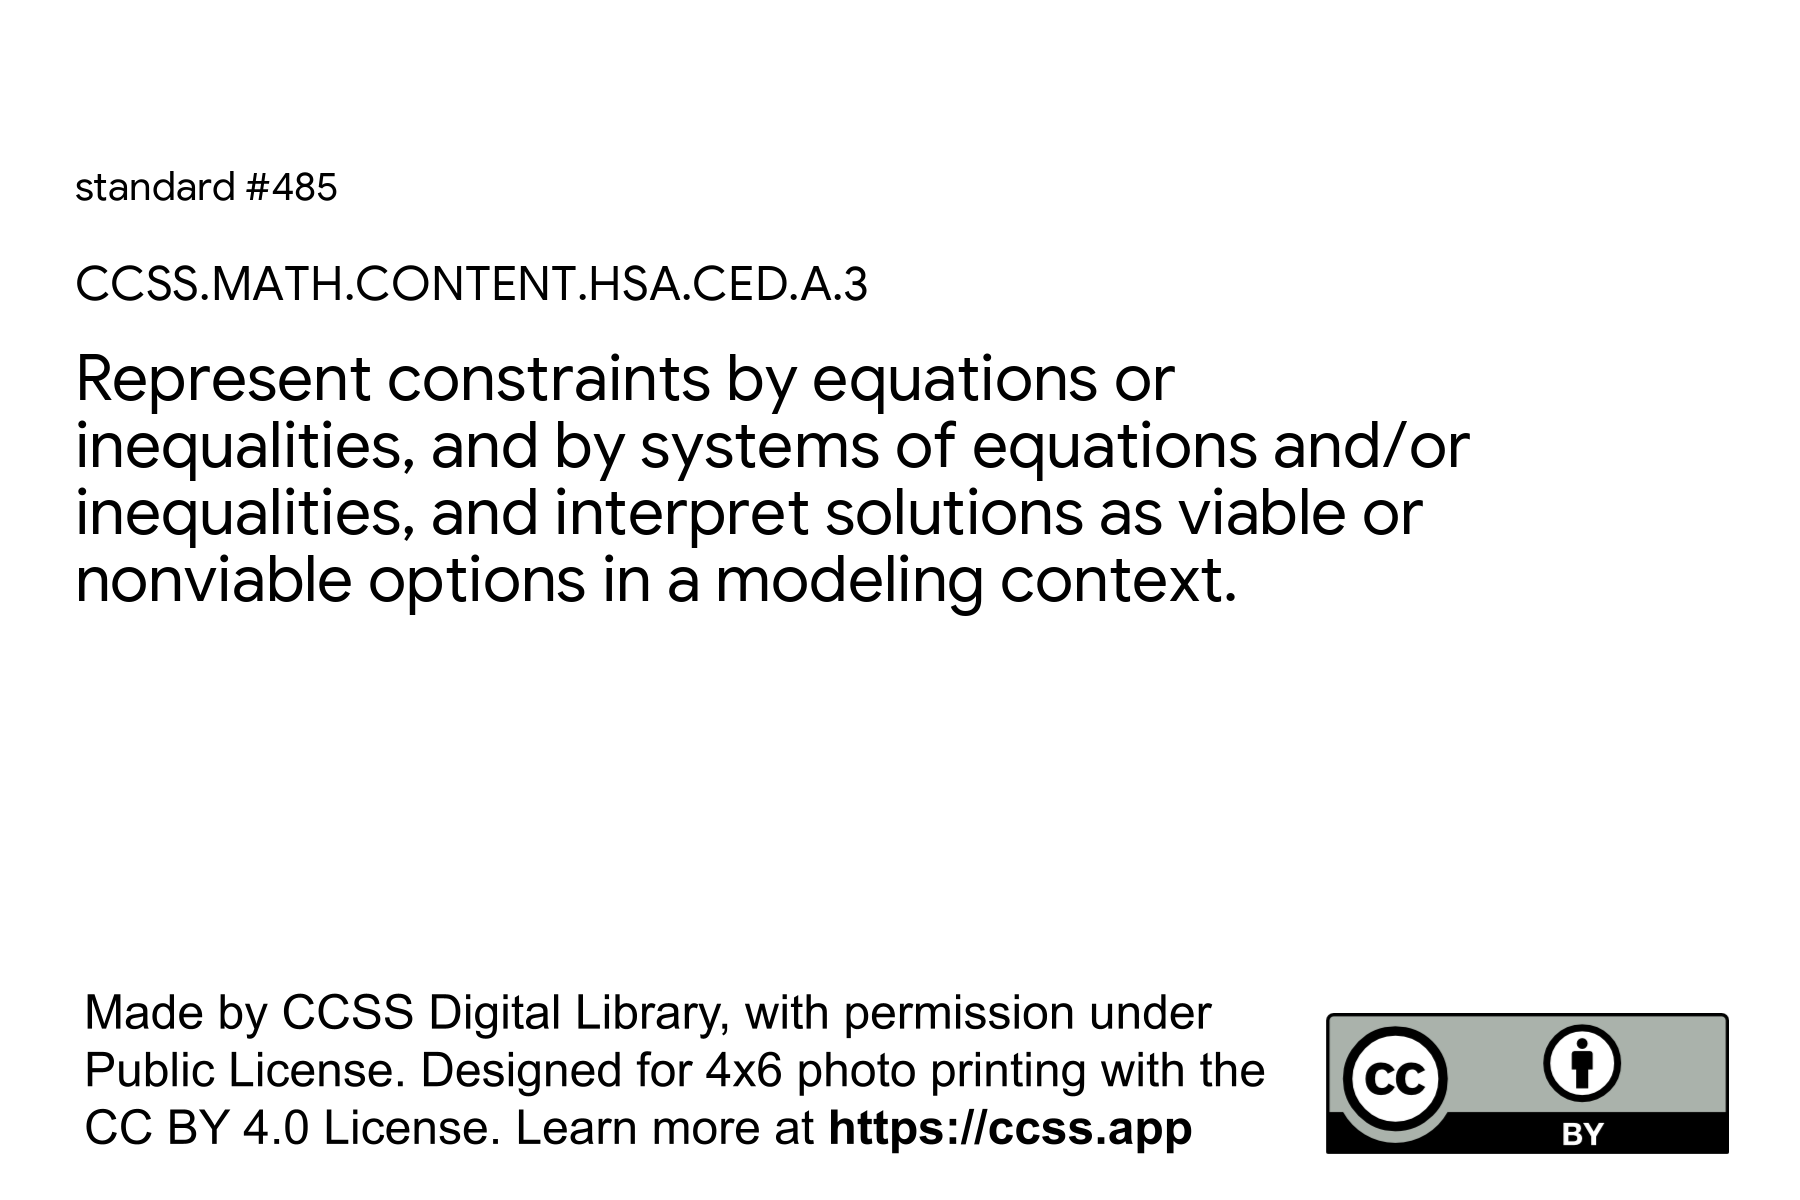 standard #485
CCSS.MATH.CONTENT.HSA.CED.A.3
Represent constraints by equations or
inequalities, and by systems of equations and/or
inequalities, and interpret solutions as viable or
nonviable options in a modeling context.
Made by CCSS Digital Library, with permission under
Public License. Designed for 4x6 photo printing with the
CC BY 4.0 License. Learn more at https://ccss.app
CC
BY